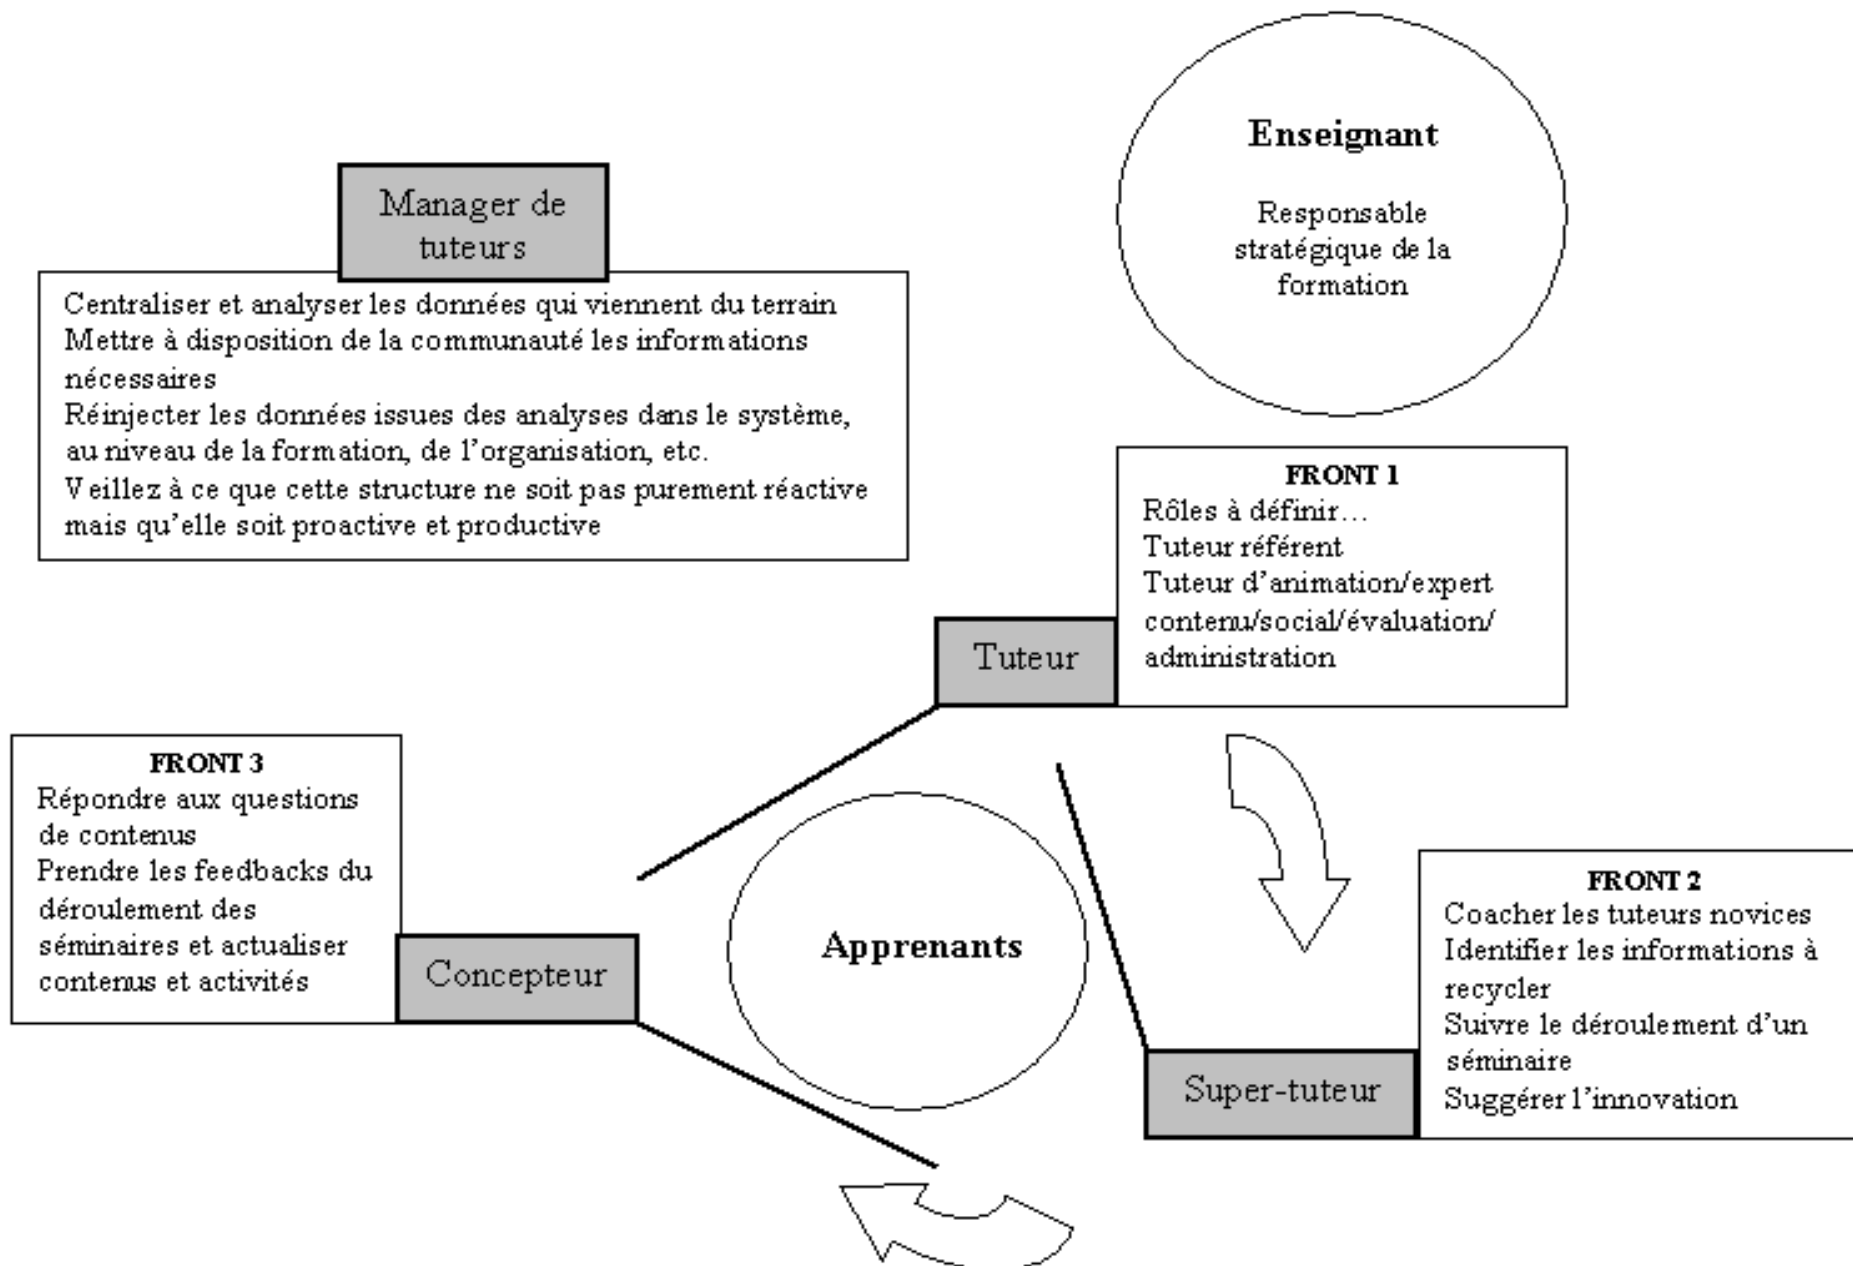 Enseignant
Responsable
stratégique de la
formation
Manager de
tuteurs
Centraliser et analyser les données qui viennent du terrain
Mettre à disposition de la communauté les informations
nécessaires
Réinjecter les données issues des analyses dans le système,
au niveau de la formation, de l'organisation, etc.
Veillez à ce que cette structure ne soit pas purement réactive
mais qu'elle soit proactive et productive
FRONT 1
Rôles à définir…
Tuteur référent
Tuteur d'animation/expert
contenu/social/évaluation/
administration
Tuteur
FRONT 3
Répondre aux questions
de contenus
Prendre les feedbacks du
déroulement des
séminaires et actualiser
contenus et activités
Concepteur
Apprenants
FRONT 2
Coacher les tuteurs novices
Identifier les informations à
recycler
Suivre le déroulement d'un
séminaire
Suggérer l'innovation
Super-tuteur